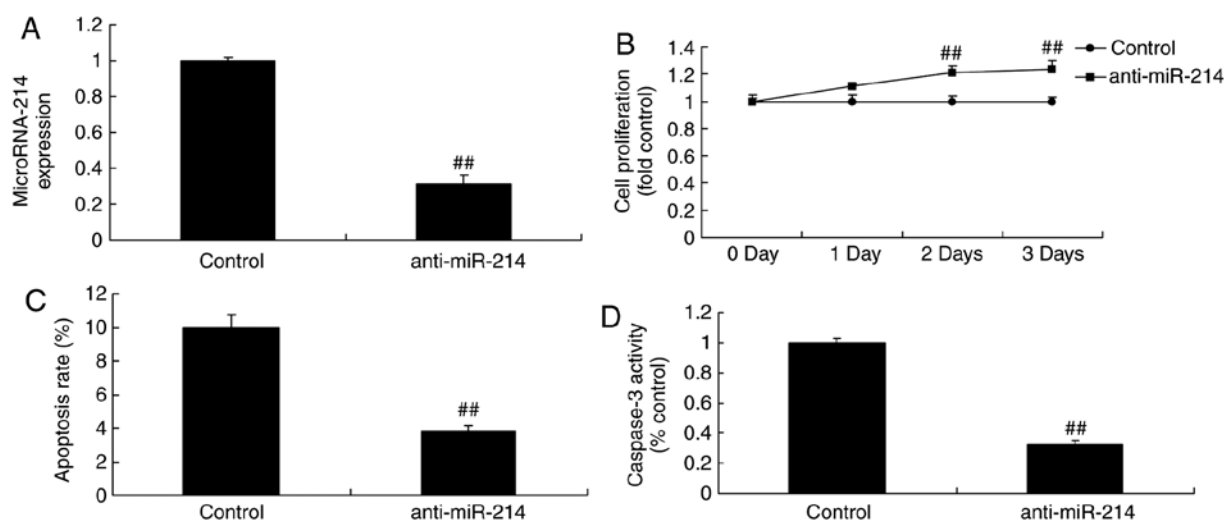 A
MicroRNA-214
expression
1.2
1
0.8
0.6
0.4
0.2
0
##
Control
anti-miR-214
B
Cell proliferation
(fold control)
1.4
1.2
1
0.8
0.6
0.4
0.2
0
##
##
Control
anti-miR-214
0 Day
1 Day
2 Days
3 Days
C
Apoptosis rate (%)
12
10
8
6
4
2
0
##
Control
anti-miR-214
D
Caspase-3 activity
(% control)
1.2
1
0.8
0.6
0.4
0.2
0
##
Control
anti-miR-214